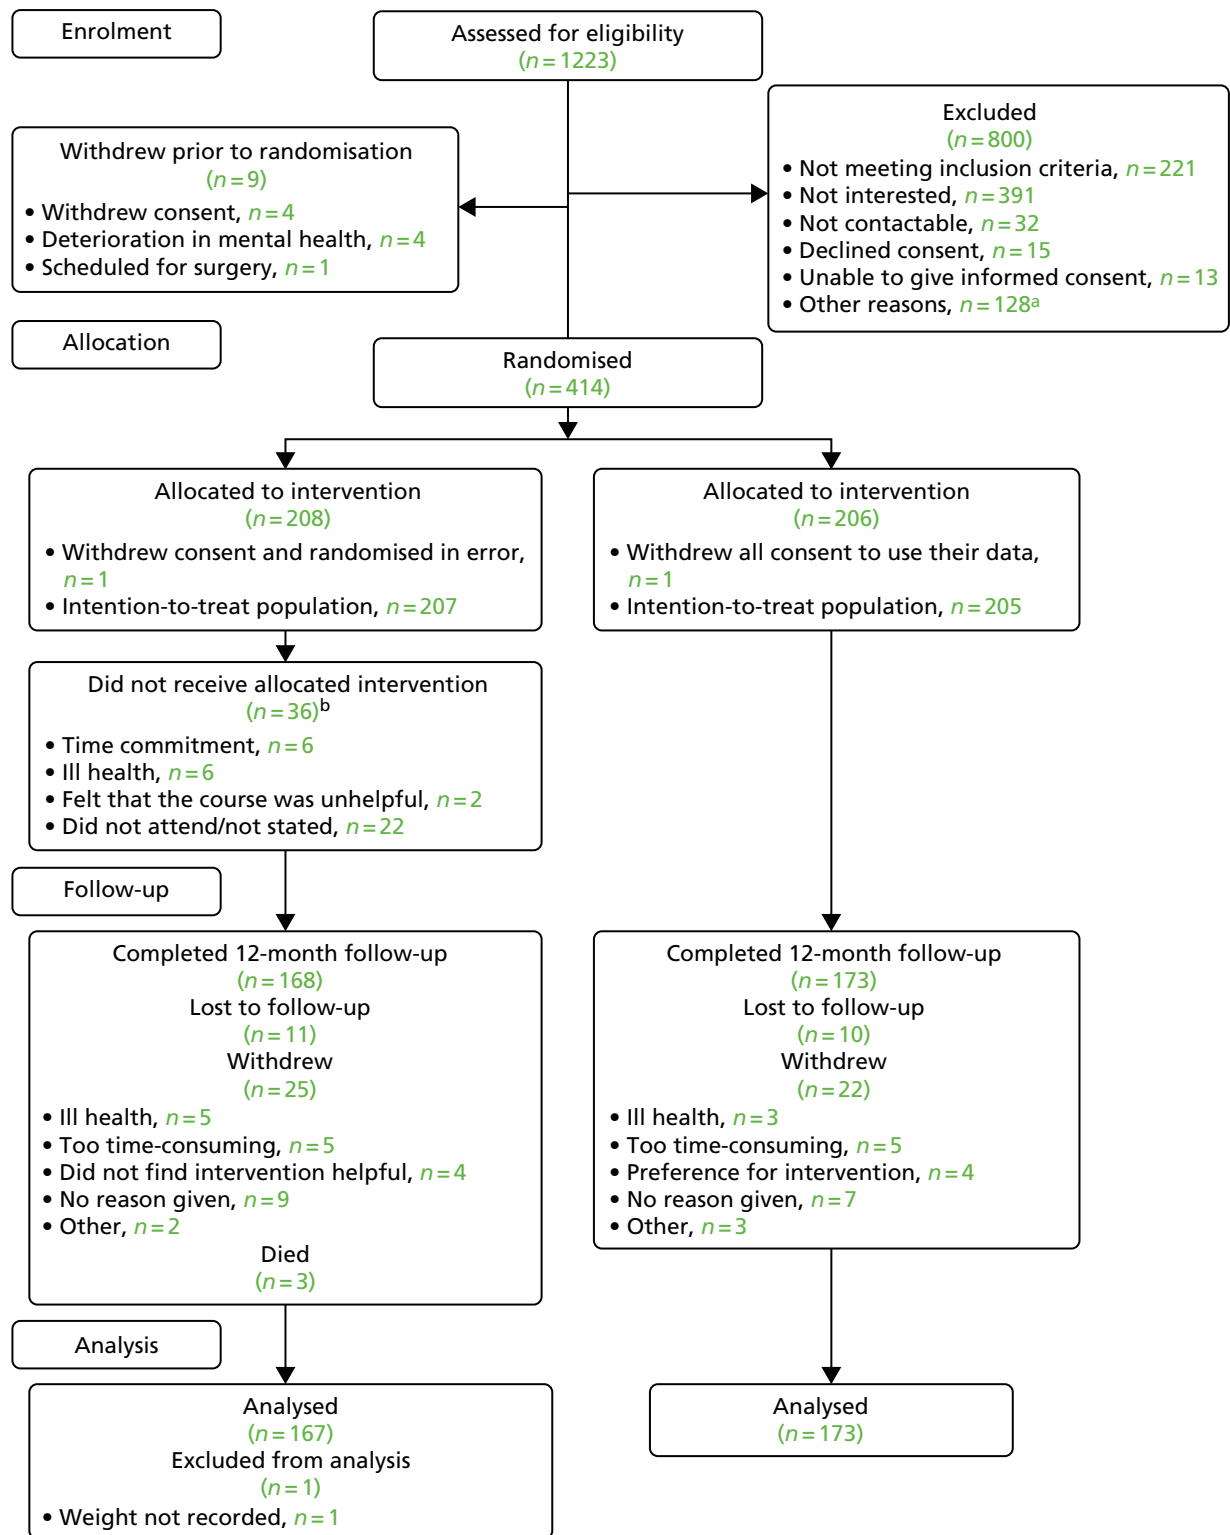 Enrolment
Assessed for eligibility
(n=1223)
Excluded
(n=800)
• Not meeting inclusion criteria, n=221
• Not interested, n=391
• Not contactable, n=32
• Declined consent, n=15
• Unable to give informed consent, n=13
• Other reasons, n=128a
Withdrew prior to randomisation
(n=9)
• Withdrew consent, n=4
• Deterioration in mental health, n=4
• Scheduled for surgery, n=1
Allocation
Randomised
(n=414)
Allocated to intervention
(n=208)
• Withdrew consent and randomised in error,
n=1
• Intention-to-treat population, n=207
Allocated to intervention
(n=206)
• Withdrew all consent to use their data,
n=1
• Intention-to-treat population, n=205
Did not receive allocated intervention
(n=36)b
• Time commitment, n=6
• Ill health, n=6
• Felt that the course was unhelpful, n=2
• Did not attend/not stated, n=22
Follow-up
Completed 12-month follow-up
(n=168)
Lost to follow-up
(n=11)
Withdrew
(n=25)
• Ill health, n=5
• Too time-consuming, n=5
• Did not find intervention helpful, n=4
• No reason given, n=9
• Other, n=2
Died
(n=3)
Completed 12-month follow-up
(n=173)
Lost to follow-up
(n=10)
Withdrew
(n=22)
• Ill health, n=3
• Too time-consuming, n=5
• Preference for intervention, n=4
• No reason given, n=7
• Other, n=3
Analysis
Analysed
(n=167)
Excluded from analysis
(n=1)
• Weight not recorded, n=1
Analysed
(n=173)